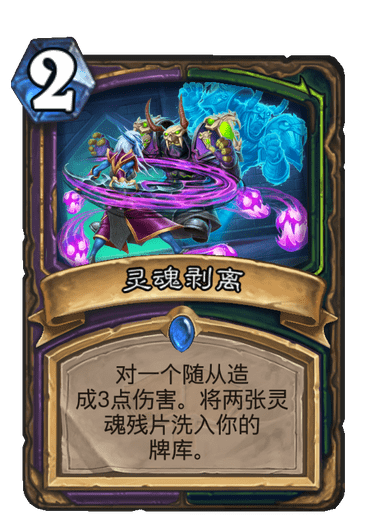 2
灵魂剥离
对一个随从造
成3点伤害。将两张灵
魂残片洗入你的
牌库。